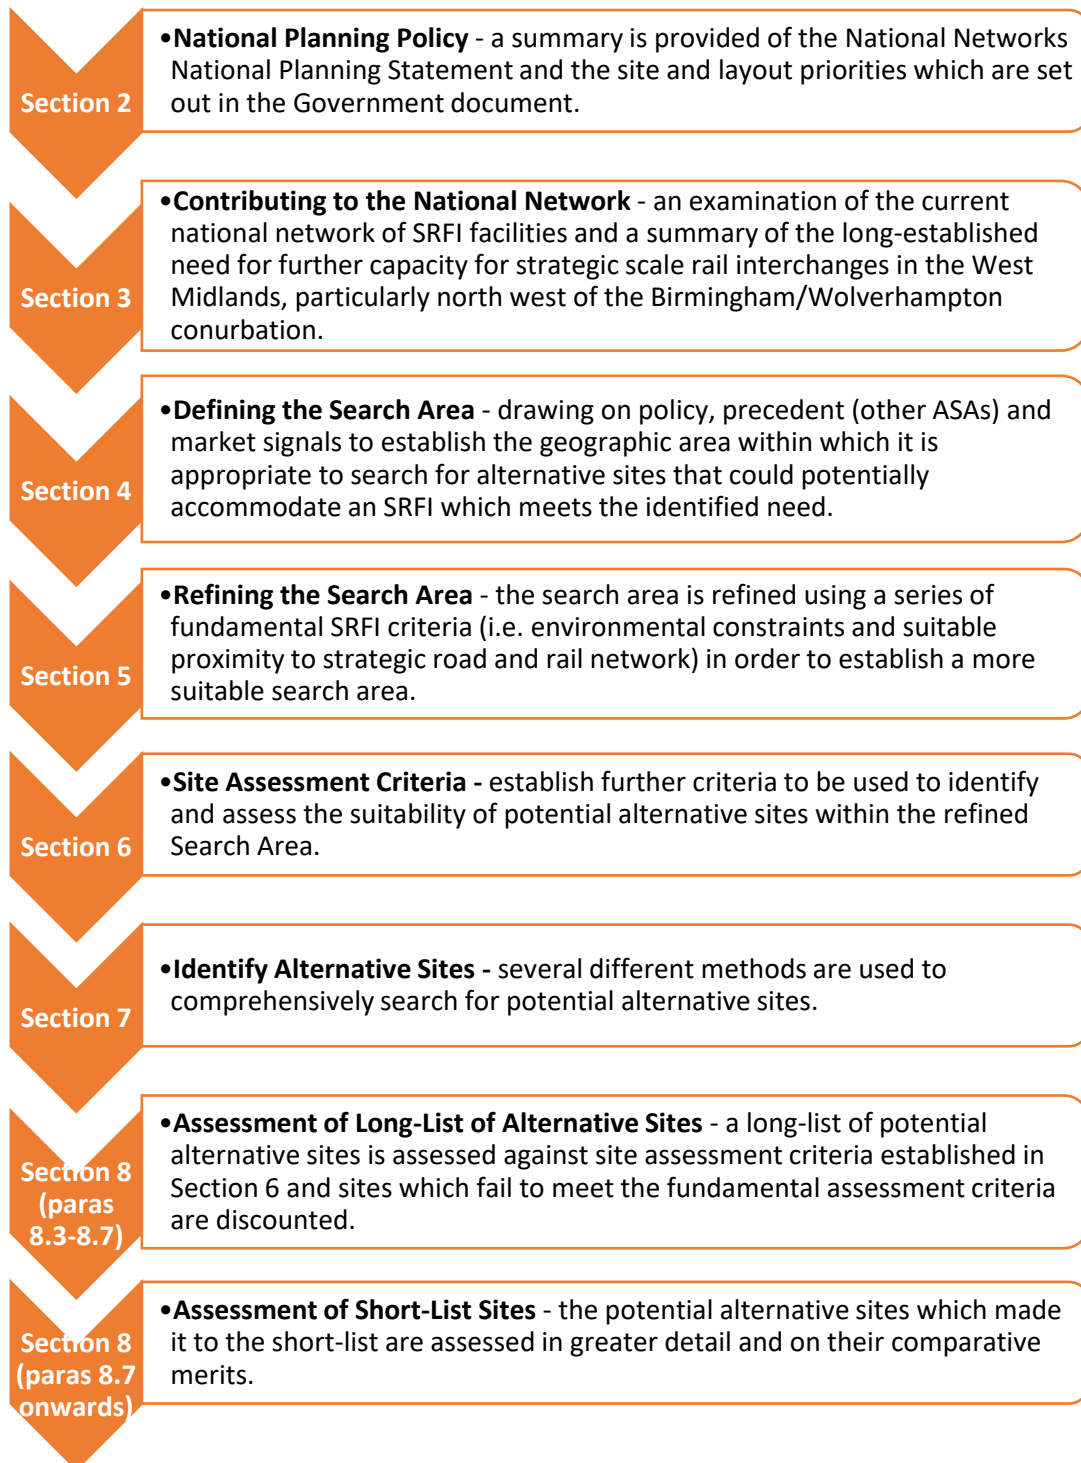 Section 2
•National Planning Policy - a summary is provided of the National Networks
National Planning Statement and the site and layout priorities which are set
out in the Government document.
Section 3
•Contributing to the National Network - an examination of the current
national network of SRFI facilities and a summary of the long-established
need for further capacity for strategic scale rail interchanges in the West
Midlands, particularly north west of the Birmingham/Wolverhampton
conurbation.
Section 4
•Defining the Search Area - drawing on policy, precedent (other ASAs) and
market signals to establish the geographic area within which it is
appropriate to search for alternative sites that could potentially
accommodate an SRFI which meets the identified need.
Section 5
•Refining the Search Area - the search area is refined using a series of
fundamental SRFI criteria (i.e. environmental constraints and suitable
proximity to strategic road and rail network) in order to establish a more
suitable search area.
Section 6
•Site Assessment Criteria - establish further criteria to be used to identify
and assess the suitability of potential alternative sites within the refined
Search Area.
Section 7
•Identify Alternative Sites - several different methods are used to
comprehensively search for potential alternative sites.
Section 8
(paras
8.3-8.7)
•Assessment of Long-List of Alternative Sites - a long-list of potential
alternative sites is assessed against site assessment criteria established in
Section 6 and sites which fail to meet the fundamental assessment criteria
are discounted.
Section 8
(paras 8.7
onwards)
•Assessment of Short-List Sites - the potential alternative sites which made
it to the short-list are assessed in greater detail and on their comparative
merits.